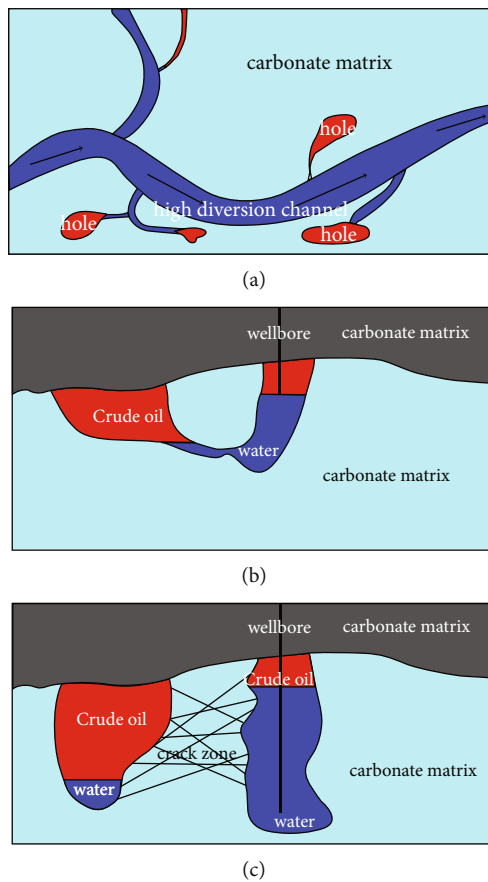 carbonate matrix
hole
high diversion channel
hole
hole
(a)
wellbore
carbonate matrix
Crude oil
water
carbonate matrix
(b)
wellbore
carbonate matrix
Crude oil
Crude oil
crack zone
carbonate matrix
water
water
(c)